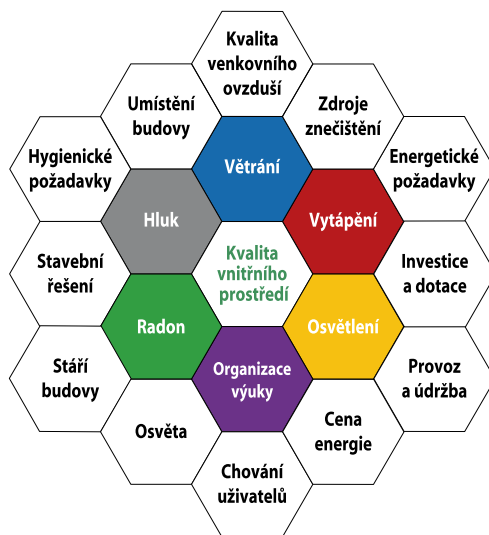 Kvalita
venkovního
ovzduší
Umístění
budovy
Zdroje
znečištění
Hygienické
požadavky
Větrání
Energetické
požadavky
Hluk
Vytápění
Stavební
řešení
Kvalita
vnitřního
prostředí
Investice
a dotace
Radon
Osvětlení
Stáří
budovy
Organizace
výuky
Provoz
a údržba
Osvěta
Cena
energie
Chování
uživatelů